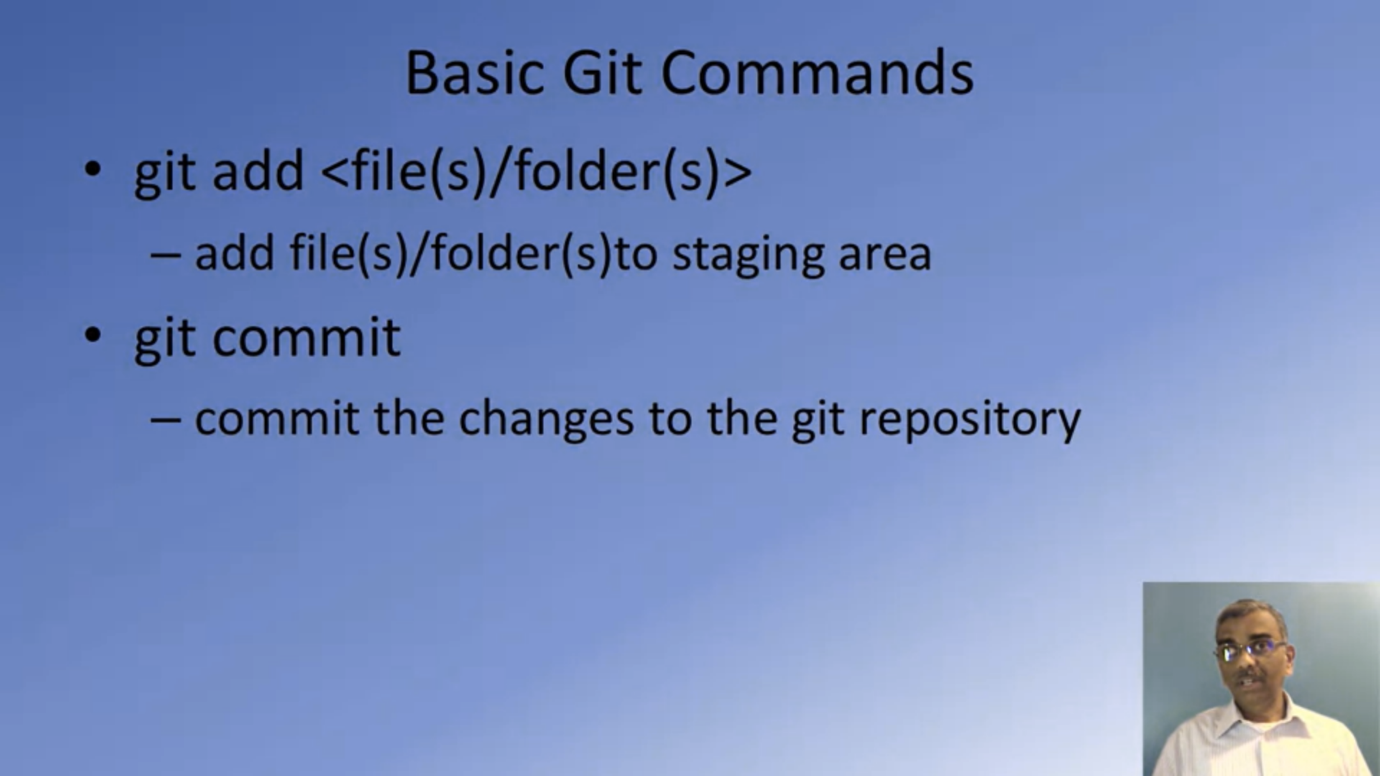 Basic Git Commands
• git add <file(s)/folder(s)>
– add file(s)/folder(s)to staging area
• git commit
– commit the changes to the git repository